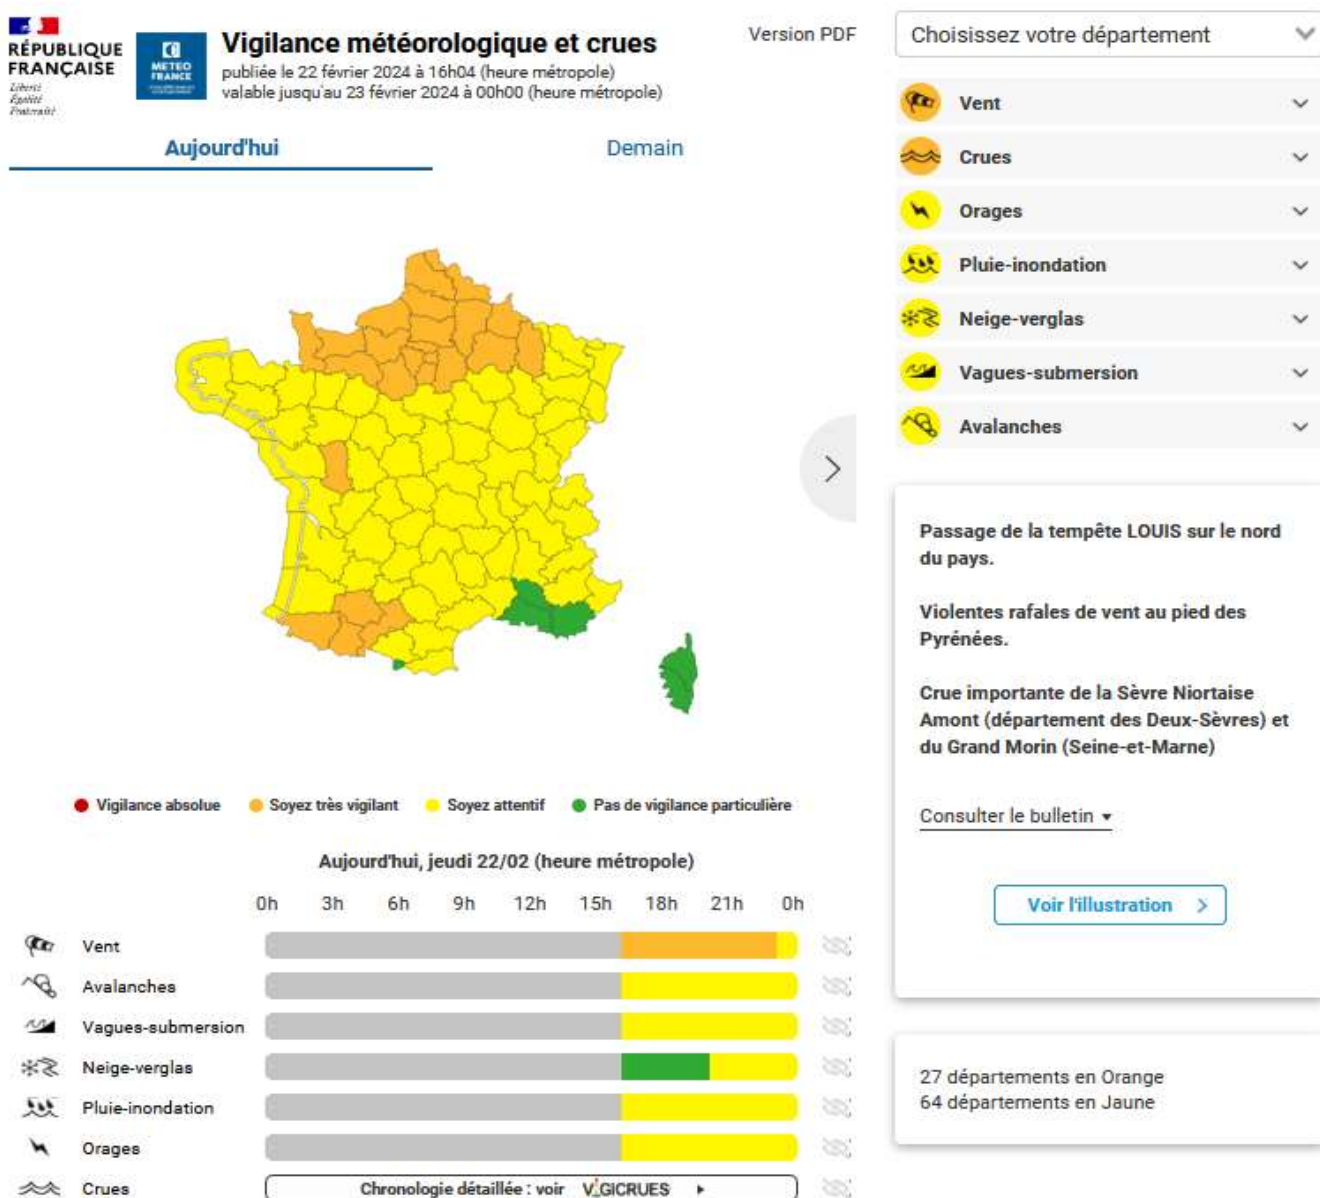 RÉPUBLIQUE
FRANÇAISE
Liberté
Égalité
Fraternité
METEO
FRANCE
Vigilance météorologique et crues
publiée le 22 février 2024 à 16h04 (heure métropole)
valable jusqu'au 23 février 2024 à 00h00 (heure métropole)
Version PDF
Aujourd'hui
Demain
Vigilance absolue
Soyez très vigilant
Soyez attentif
Pas de vigilance particulière
Aujourd'hui, jeudi 22/02 (heure métropole)
0h 3h 6h 9h 12h 15h 18h 21h 0h
Vent
Avalanches
Vagues-submersion
Neige-verglas
Pluie-inondation
Orages
Crues
Chronologie détaillée : voir VIGICRUES
Choisissez votre département
Vent
Crues
Orages
Pluie-inondation
Neige-verglas
Vagues-submersion
Avalanches
Passage de la tempête LOUIS sur le nord
du pays.
Violentes rafales de vent au pied des
Pyrénées.
Crue importante de la Sèvre Niortaise
Amont (département des Deux-Sèvres) et
du Grand Morin (Seine-et-Marne)
Consulter le bulletin
Voir l'illustration
27 départements en Orange
64 départements en Jaune